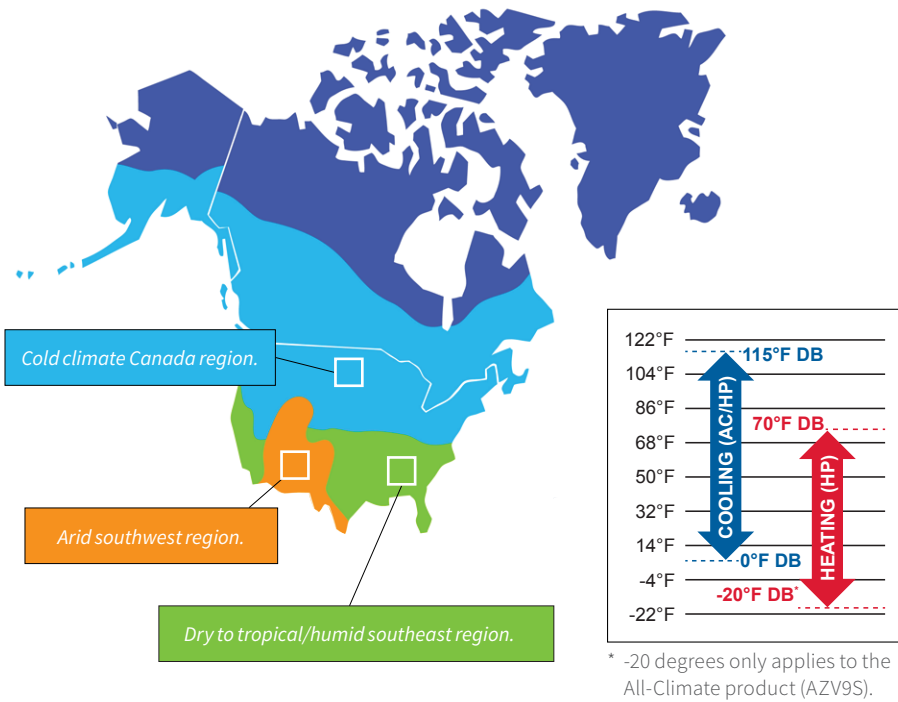 Cold climate Canada region.
Arid southwest region.
Dry to tropical/humid southeast region.
122°F
115°F DB
104°F
86°F
70°F DB
68°F
50°F
32°F
14°F
0°F DB
-4°F
-20°F DB*
-22°F
COOLING (AC/HP)
HEATING (HP)
* -20 degrees only applies to the
All-Climate product (AZV9S).